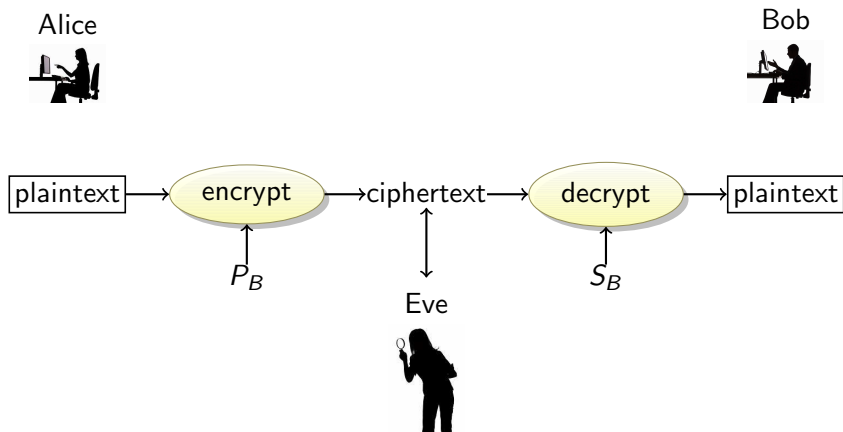 Alice
Bob
plaintext
encrypt
ciphertext
decrypt
plaintext
P_B
S_B
Eve